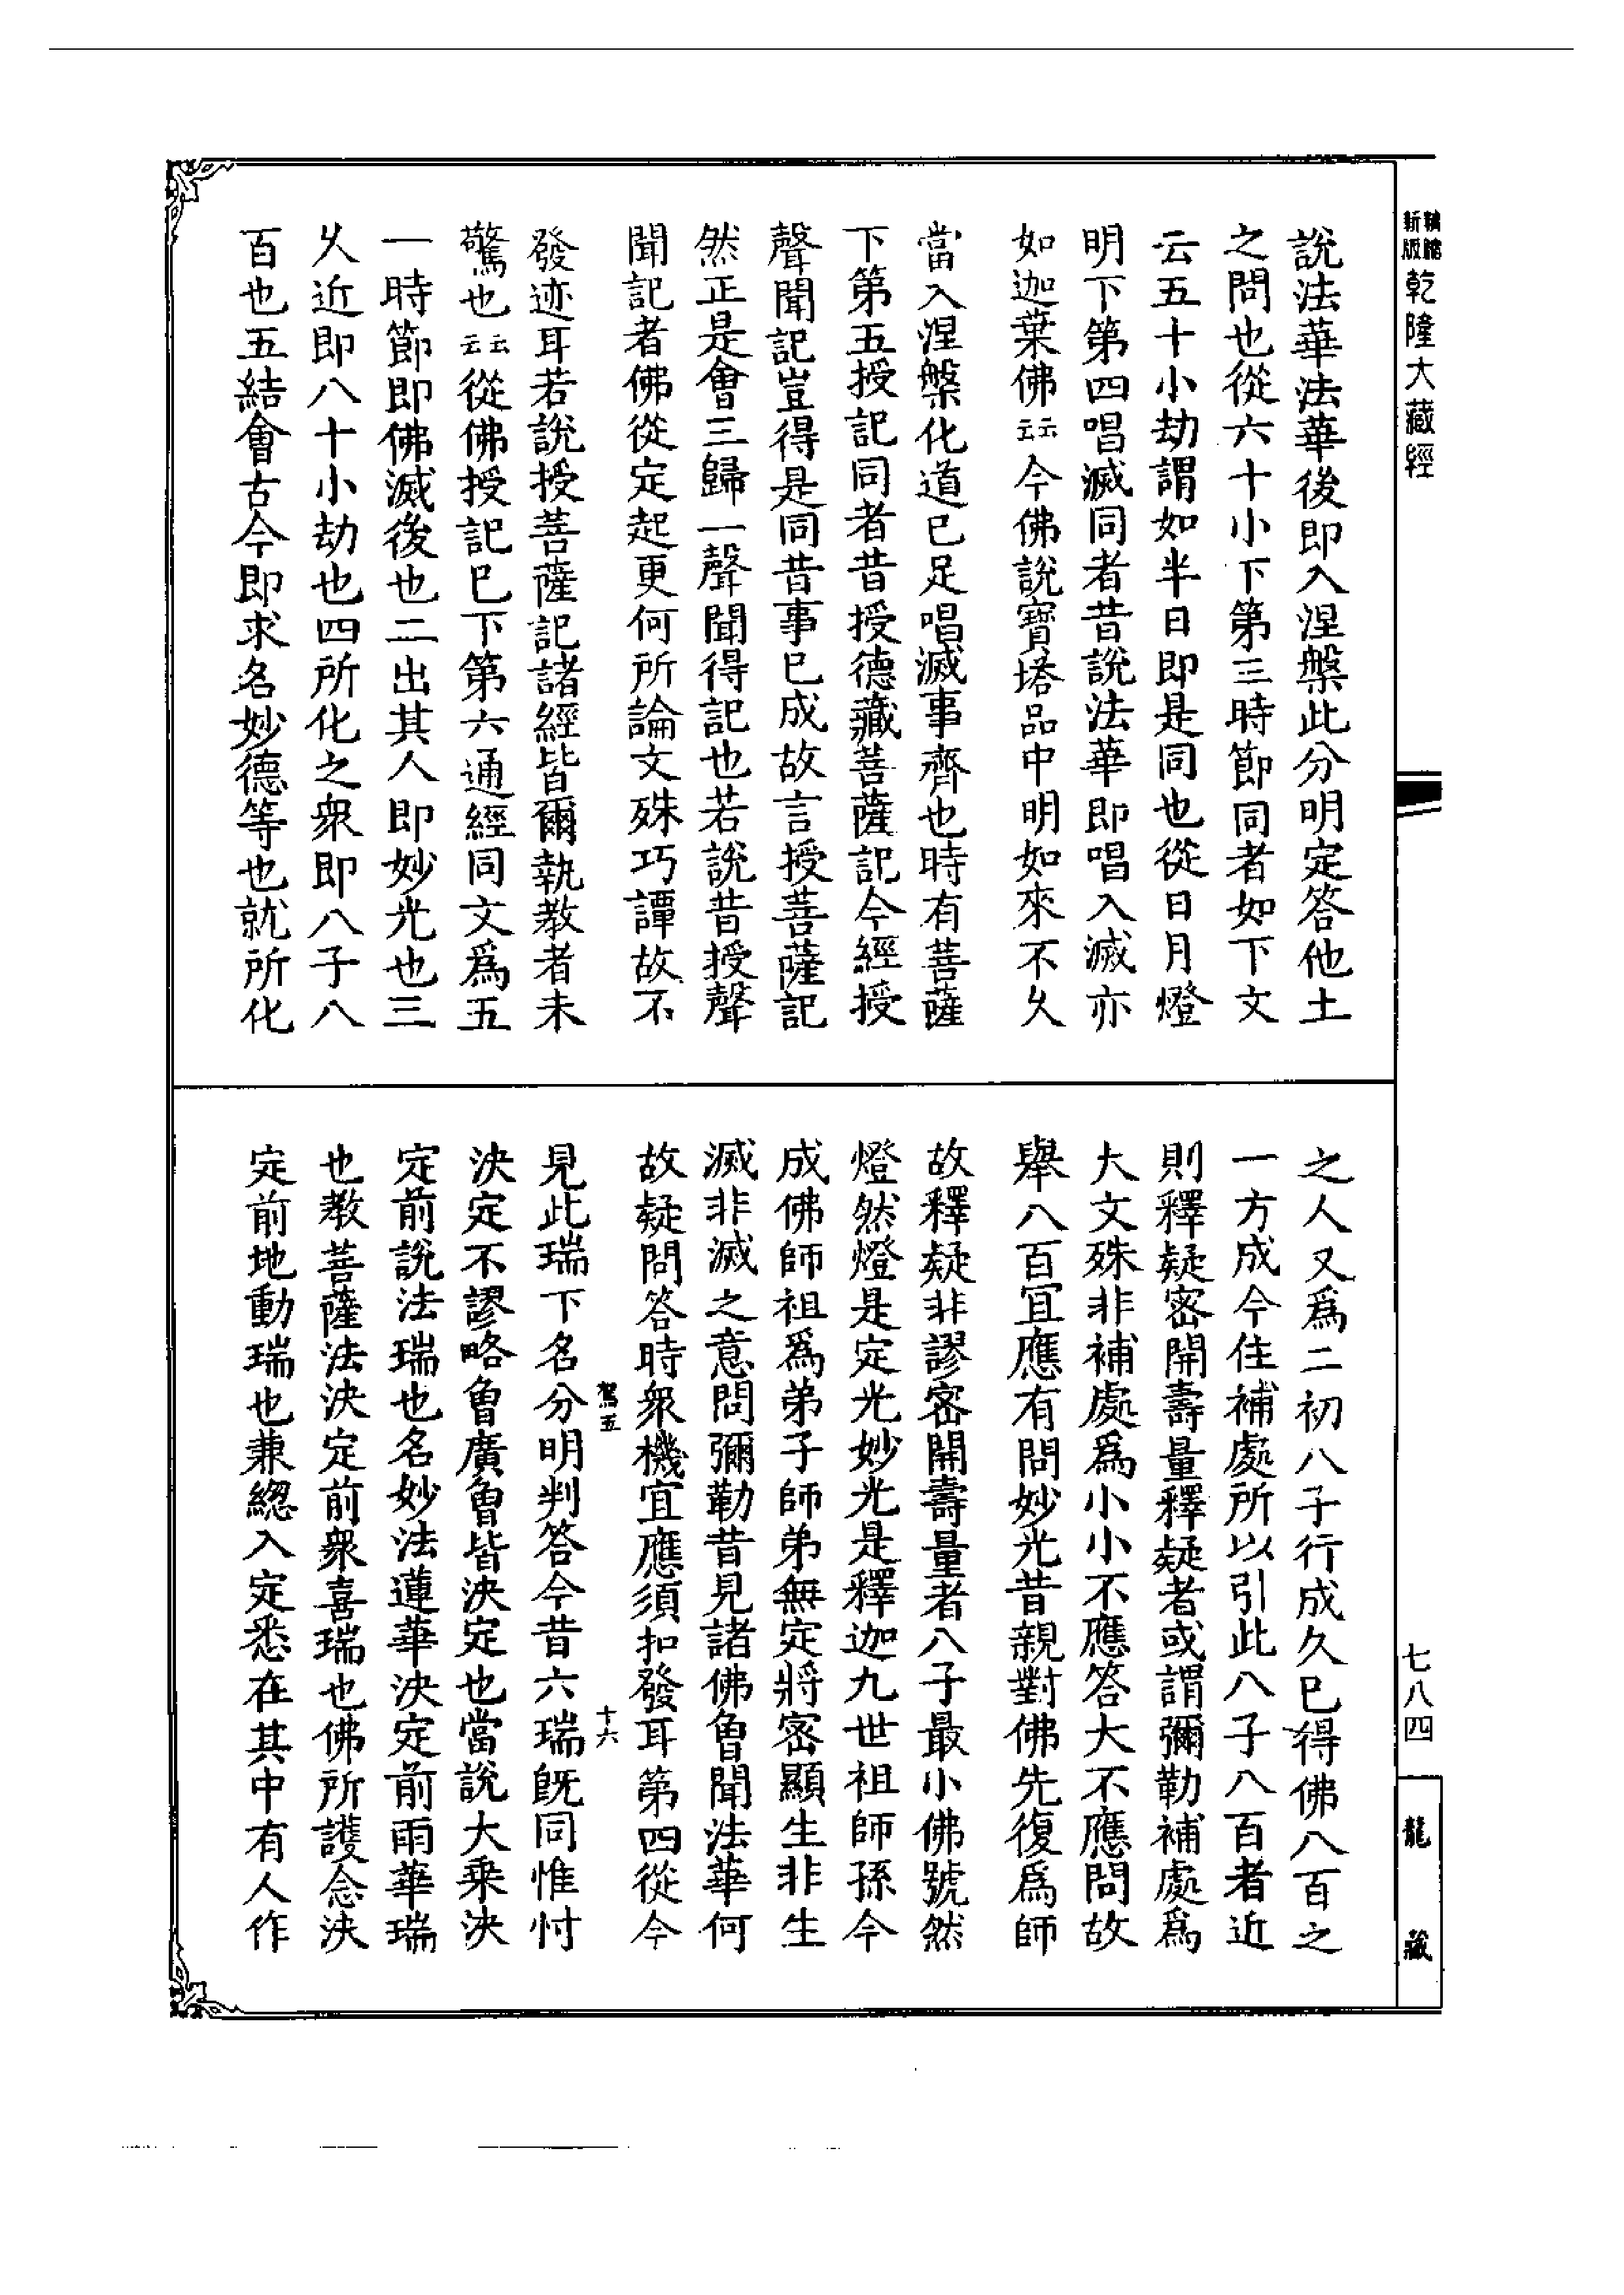 精縮新版乾隆大藏經
說法華法華後即入涅槃此分明定答他土
之問也從六十小下第三時節同者如下文
云五十小劫謂如半日即是同也從日月燈
明下第四唱滅同者昔說法華即唱入滅亦
如迦葉佛云云今佛說寶塔品中明如來不久
當入涅槃化道已足唱滅事齊也時有菩薩
下第五授記同者昔授德藏菩薩記今經授
聲聞記豈得是同昔事已成故言授菩薩記
然正是會三歸一聲聞得記也若說昔授聲
聞記者佛從定起更何所論文殊巧譚故不
發迹耳若說授菩薩記諸經皆爾執教者未
驚也云云從佛授記已下第六通經同文爲五
一時節即佛滅後也二出其人即妙光也三
久近即八十小劫也四所化之衆即八子八
百也五結會古今即求名妙德等也就所化
之人又爲二初八子行成久已得佛八百之
一方成今住補處所以引此八子八百者近
則釋疑密開壽量釋疑者或謂彌勒補處爲
大文殊非補處爲小小不應答大不應問故
舉八百宜應有問妙光昔親對佛先復爲師
故釋疑非謬密開壽量者八子最小佛號然
燈然燈是定光妙光是釋迦九世祖師孫今
成佛師祖爲弟子師弟無定將密顯生非生
滅非滅之意問彌勒昔見諸佛曾聞法華何
故疑問答時衆機宜應須扣發耳第四從今
駕五 十六
見此瑞下名分明判答今昔六瑞既同惟忖
決定不謬略曾廣曾皆決定也當說大乘決
定前說法瑞也名妙法蓮華決定前雨華瑞
也教菩薩法決定前衆喜瑞也佛所護念決
定前地動瑞也兼總入定悉在其中有人作
七八四
龍 藏